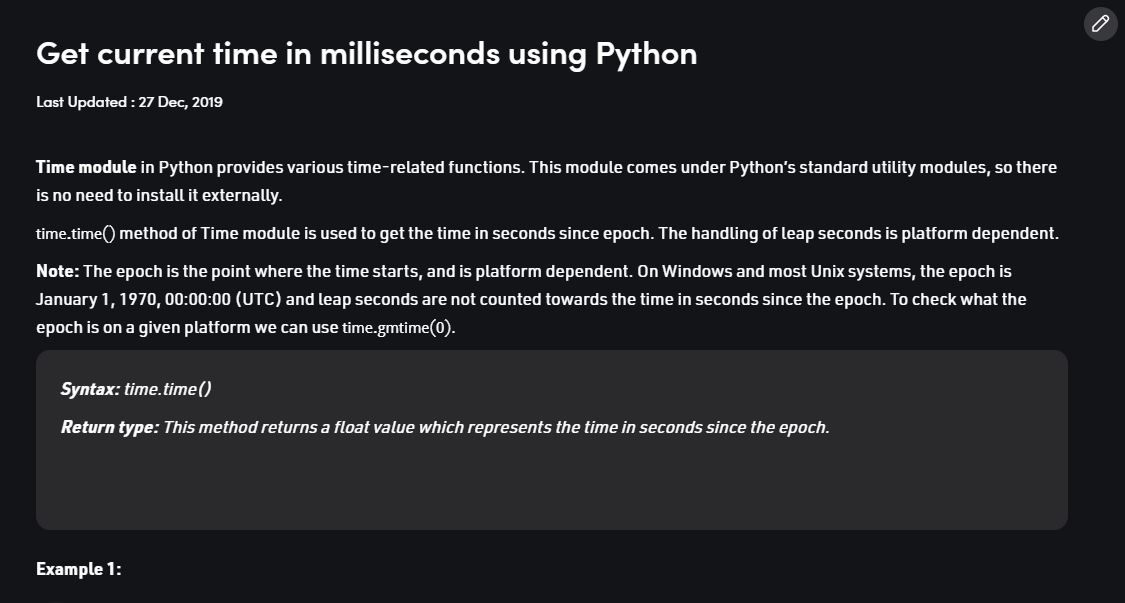 Get current time in milliseconds using Python
Last Updated : 27 Dec, 2019
Time module in Python provides various time-related functions. This module comes under Python's standard utility modules, so there
is no need to install it externally.
time.time() method of Time module is used to get the time in seconds since epoch. The handling of leap seconds is platform dependent.
Note: The epoch is the point where the time starts, and is platform dependent. On Windows and most Unix systems, the epoch is
January 1, 1970, 00:00:00 (UTC) and leap seconds are not counted towards the time in seconds since the epoch. To check what the
epoch is on a given platform we can use time.gmtime(0).
Syntax: time.time()
Return type: This method returns a float value which represents the time in seconds since the epoch.
Example 1: